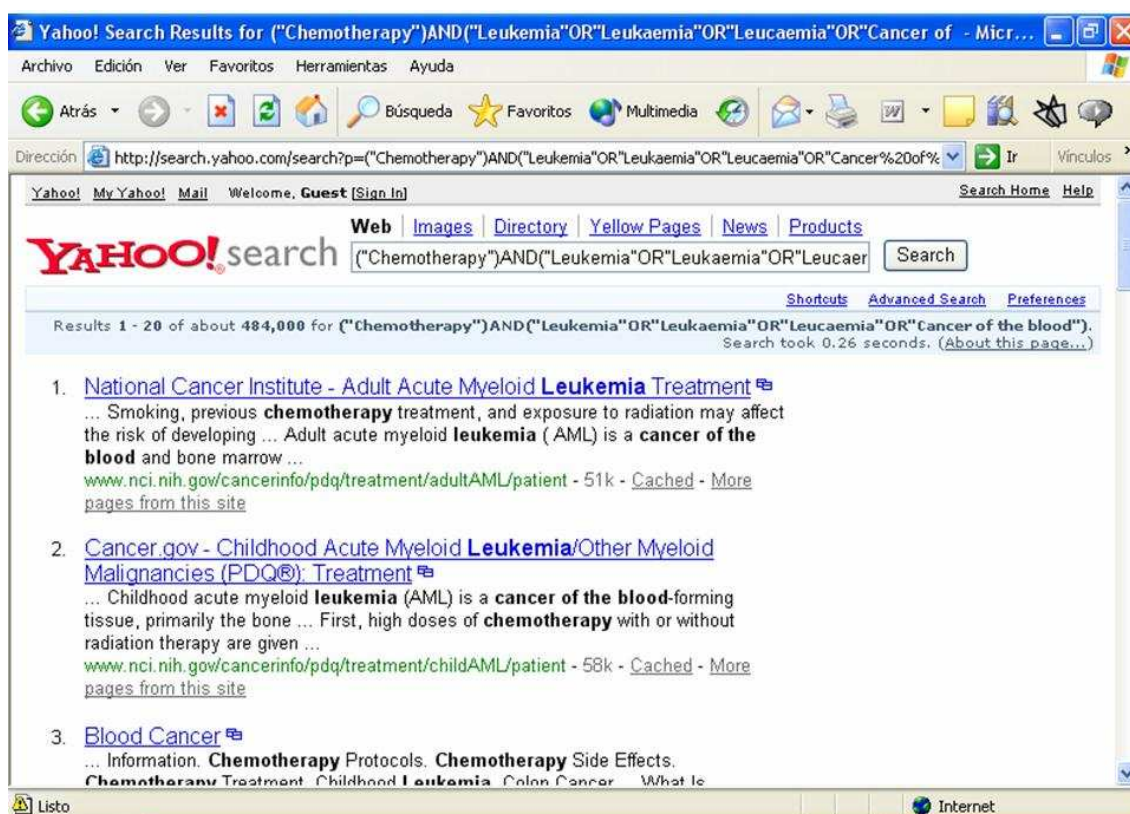 Yahoo! Search Results for ("Chemotherapy")AND("Leukemia"OR"Leukaemia"OR"Leucaemia"OR"Cancer of - Micr...
Archivo Edición Ver Favoritos Herramientas Ayuda
Atrás Búsqueda Favoritos Multimedia
Dirección http://search.yahoo.com/search?p=("Chemotherapy")AND("Leukemia"OR"Leukaemia"OR"Leucaemia"OR"Cancer%20of% Ir Vínculos
Yahoo! My Yahoo! Mail Welcome, Guest [Sign In] Search Home Help
Web Images Directory Yellow Pages News Products
YAHOO! search ("Chemotherapy")AND("Leukemia"OR"Leukaemia"OR"Leucaer Search
Shortcuts Advanced Search Preferences
Results 1 - 20 of about 484,000 for ("Chemotherapy")AND("Leukemia"OR"Leukaemia"OR"Leucaemia"OR"Cancer of the blood").
Search took 0.26 seconds. (About this page...)
1. National Cancer Institute - Adult Acute Myeloid Leukemia Treatment
... Smoking, previous chemotherapy treatment, and exposure to radiation may affect
the risk of developing ... Adult acute myeloid leukemia ( AML) is a cancer of the
blood and bone marrow ...
www.nci.nih.gov/cancerinfo/pdq/treatment/adultAML/patient - 51k - Cached - More
pages from this site
2. Cancer.gov - Childhood Acute Myeloid Leukemia/Other Myeloid
Malignancies (PDQ®): Treatment
... Childhood acute myeloid leukemia (AML) is a cancer of the blood-forming
tissue, primarily the bone ... First, high doses of chemotherapy with or without
radiation therapy are given ...
www.nci.nih.gov/cancerinfo/pdq/treatment/childAML/patient - 58k - Cached - More
pages from this site
3. Blood Cancer
... Information. Chemotherapy Protocols. Chemotherapy Side Effects.
Chemotherapy Treatment. Childhood Leukemia. Colon Cancer ... What Is
Listo Internet